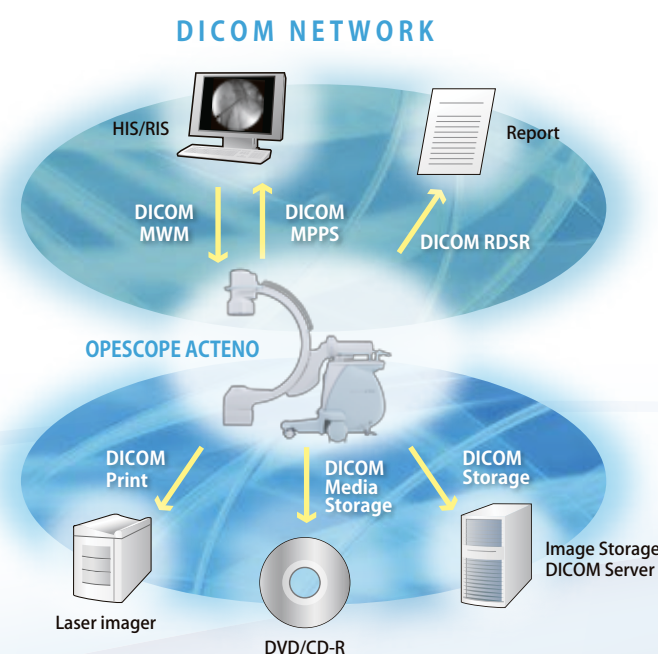 DICOM NETWORK
HIS/RIS
Report
DICOM
MWM
DICOM
MPPS
DICOM RDSR
OPESCOPE ACTENO
DICOM
Print
DICOM
Media
Storage
DICOM
Storage
Laser imager
DVD/CD-R
Image Storage
DICOM Server